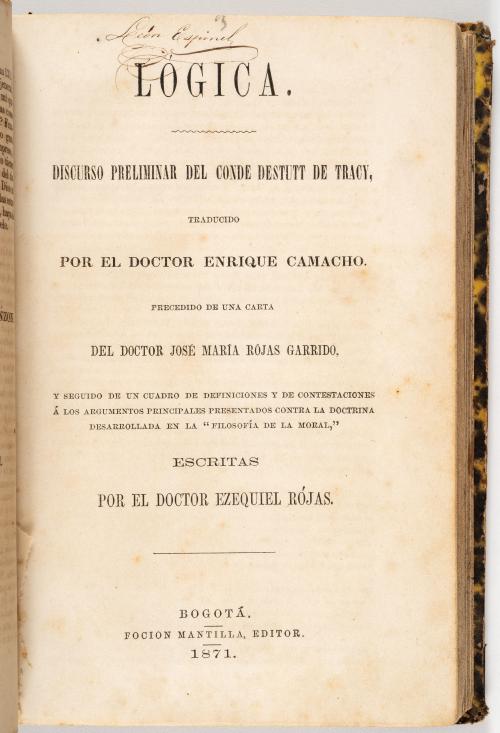 León Espinel
LÓGICA.
DISCURSO PRELIMINAR DEL CONDE DESTUTT DE TRACY,
TRADUCIDO
POR EL DOCTOR ENRIQUE CAMACHO.
PRECEDIDO DE UNA CARTA
DEL DOCTOR JOSÉ MARÍA RÓJAS GARRIDO,
Y SEGUIDO DE UN CUADRO DE DEFINICIONES Y DE CONTESTACIONES
Á LOS ARGUMENTOS PRINCIPALES PRESENTADOS CONTRA LA DOCTRINA
DESARROLLADA EN LA “FILOSOFÍA DE LA MORAL,”
ESCRITAS
POR EL DOCTOR EZEQUIEL RÓJAS.
BOGOTÁ.
FOCION MANTILLA, EDITOR.
1871.